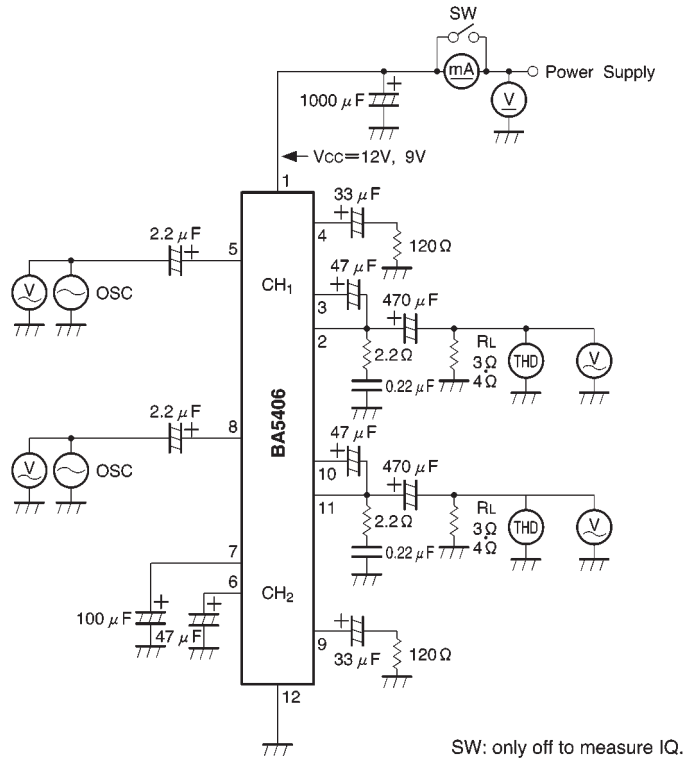 SW
mA
Power Supply
V
1000 μF
+
VCC=12V, 9V
1
33 μF
+
4
120Ω
2.2 μF
+
5
47 μF
+
3
CH1
V
OSC
470 μF
+
2
2.2Ω
0.22 μF
RL
3Ω
4Ω
THD
V
BA5406
2.2 μF
+
8
47 μF
+
10
V
OSC
470 μF
+
11
2.2Ω
0.22 μF
RL
3Ω
4Ω
THD
V
7
6
+
+
100 μF
47 μF
CH2
+
9
33 μF
120Ω
12
SW: only off to measure IQ.